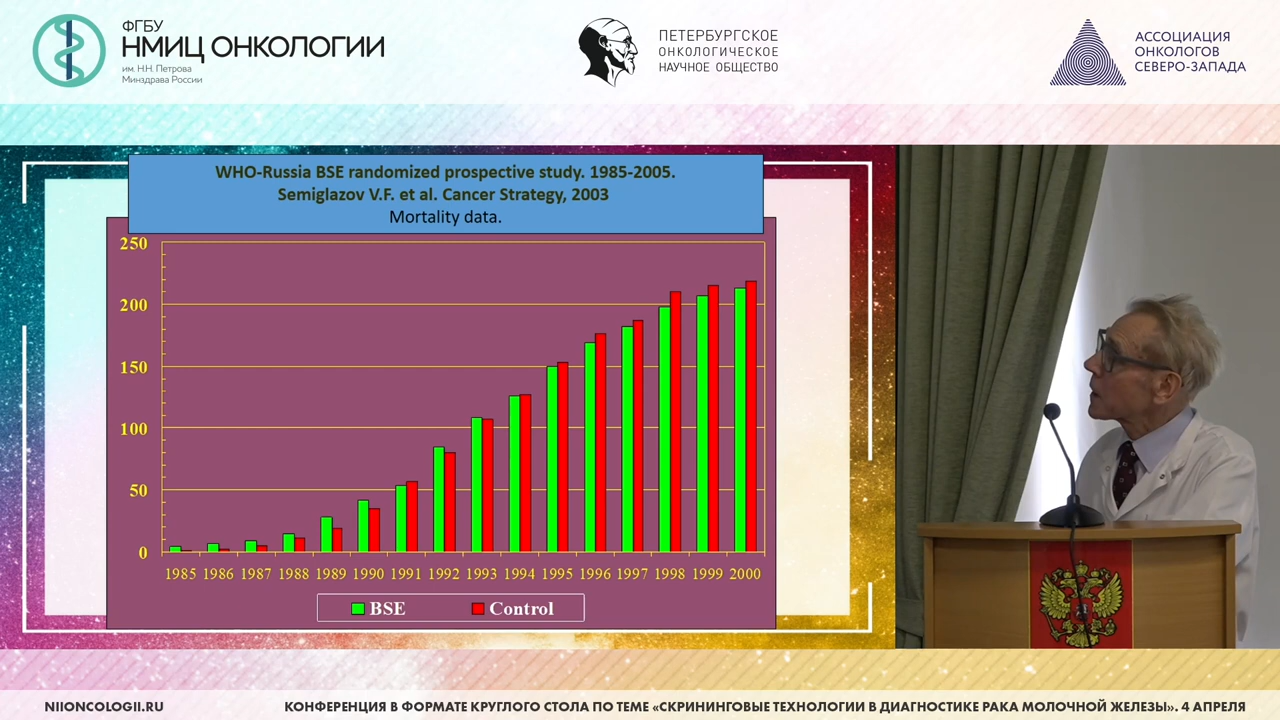 ФГБУ
НМИЦ ОНКОЛОГИИ
им. Н.Н. Петрова
Минздрава России
ПЕТЕРБУРГСКОЕ
ОНКОЛОГИЧЕСКОЕ
НАУЧНОЕ ОБЩЕСТВО
АССОЦИАЦИЯ
ОНКОЛОГОВ
СЕВЕРО-ЗАПАДА
WHO-Russia BSE randomized prospective study. 1985-2005.
Semiglazov V.F. et al. Cancer Strategy, 2003
Mortality data.
250
200
150
100
50
0
1985 1986 1987 1988 1989 1990 1991 1992 1993 1994 1995 1996 1997 1998 1999 2000
BSE Control
NIIONCOLOGII.RU
КОНФЕРЕНЦИЯ В ФОРМАТЕ КРУГЛОГО СТОЛА ПО ТЕМЕ «СКРИНИНГОВЫЕ ТЕХНОЛОГИИ В ДИАГНОСТИКЕ РАКА МОЛОЧНОЙ ЖЕЛЕЗЫ». 4 АПРЕЛЯ